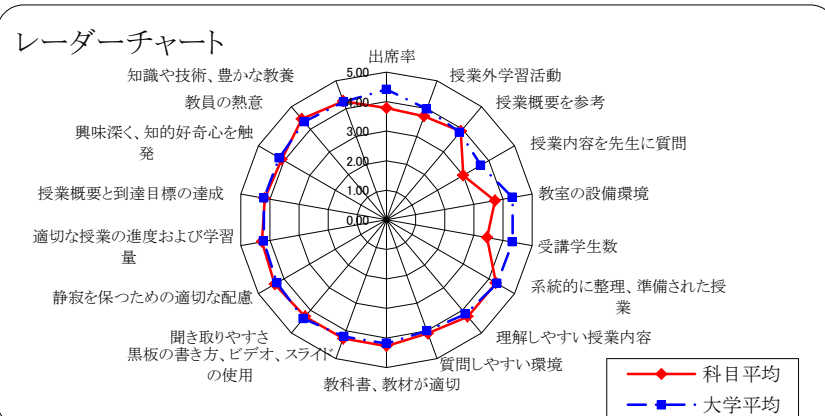 レーダーチャート
出席率
授業外学習活動
授業概要を参考
授業内容を先生に質問
教室の設備環境
受講学生数
系統的に整理、準備された授
業
理解しやすい授業内容
質問しやすい環境
教科書、教材が適切
黒板の書き方、ビデオ、スライド
の使用
聞き取りやすさ
静寂を保つための適切な配慮
適切な授業の進度および学習
量
授業概要と到達目標の達成
興味深く、知的好奇心を触
発
教員の熱意
知識や技術、豊かな教養
5.00
4.00
3.00
2.00
1.00
0.00
科目平均
大学平均